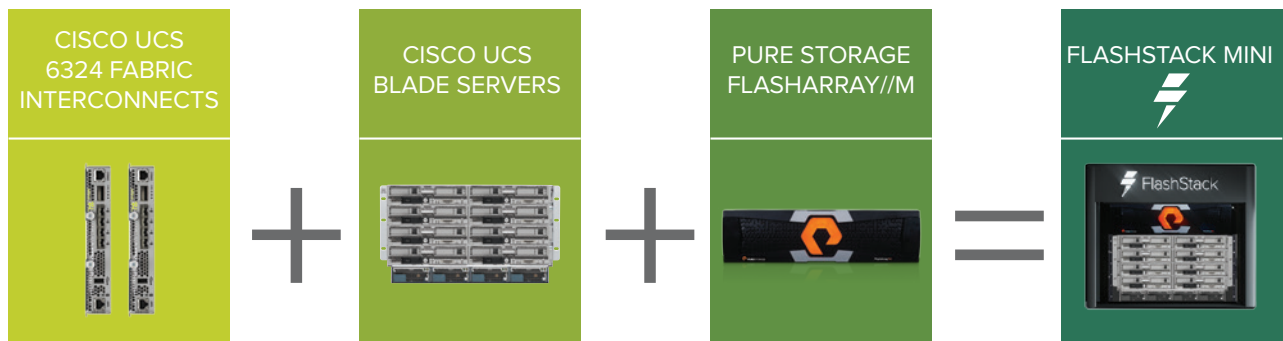 CISCO UCS
6324 FABRIC
INTERCONNECTS
CISCO UCS
BLADE SERVERS
PURE STORAGE
FLASHARRAY//M
FLASHSTACK MINI
FlashStack